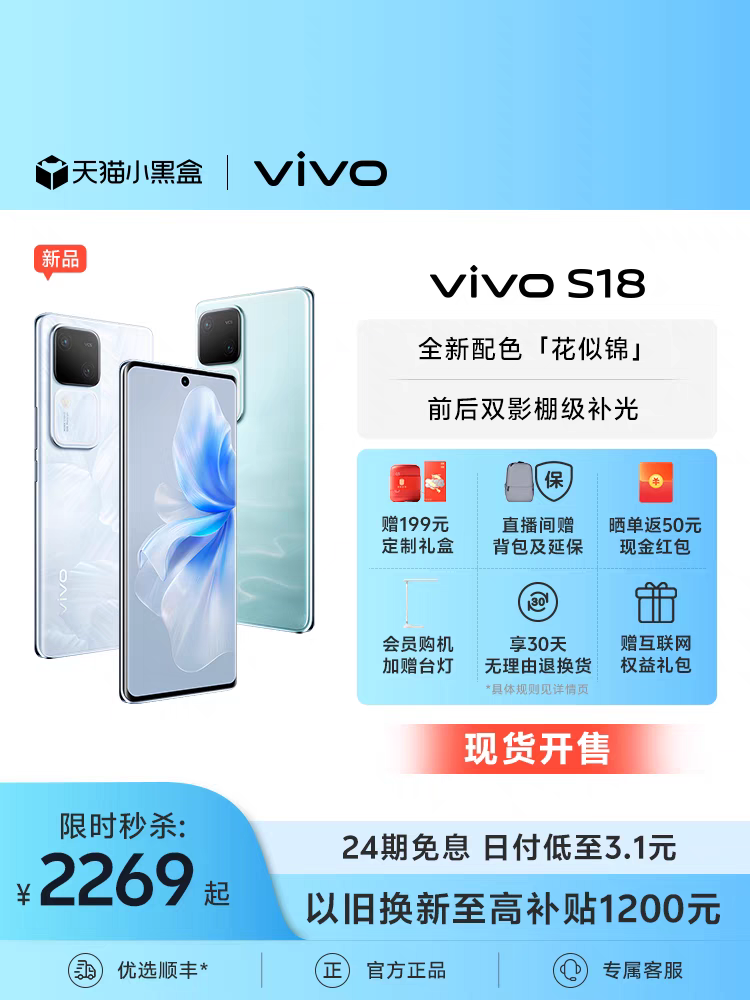 天猫小黑盒
vivo
新品
vivo S18
全新配色「花似锦」
前后双影棚级补光
保
赠199元
定制礼盒
直播间赠
背包及延保
晒单返50元
现金红包
30
会员购机
加赠台灯
享30天
无理由退换货
*具体规则见详情页
赠互联网
权益礼包
vivo
现货开售
限时秒杀:
¥2269起
24期免息 日付低至3.1元
以旧换新至高补贴1200元
优选顺丰*
正 官方正品
专属客服